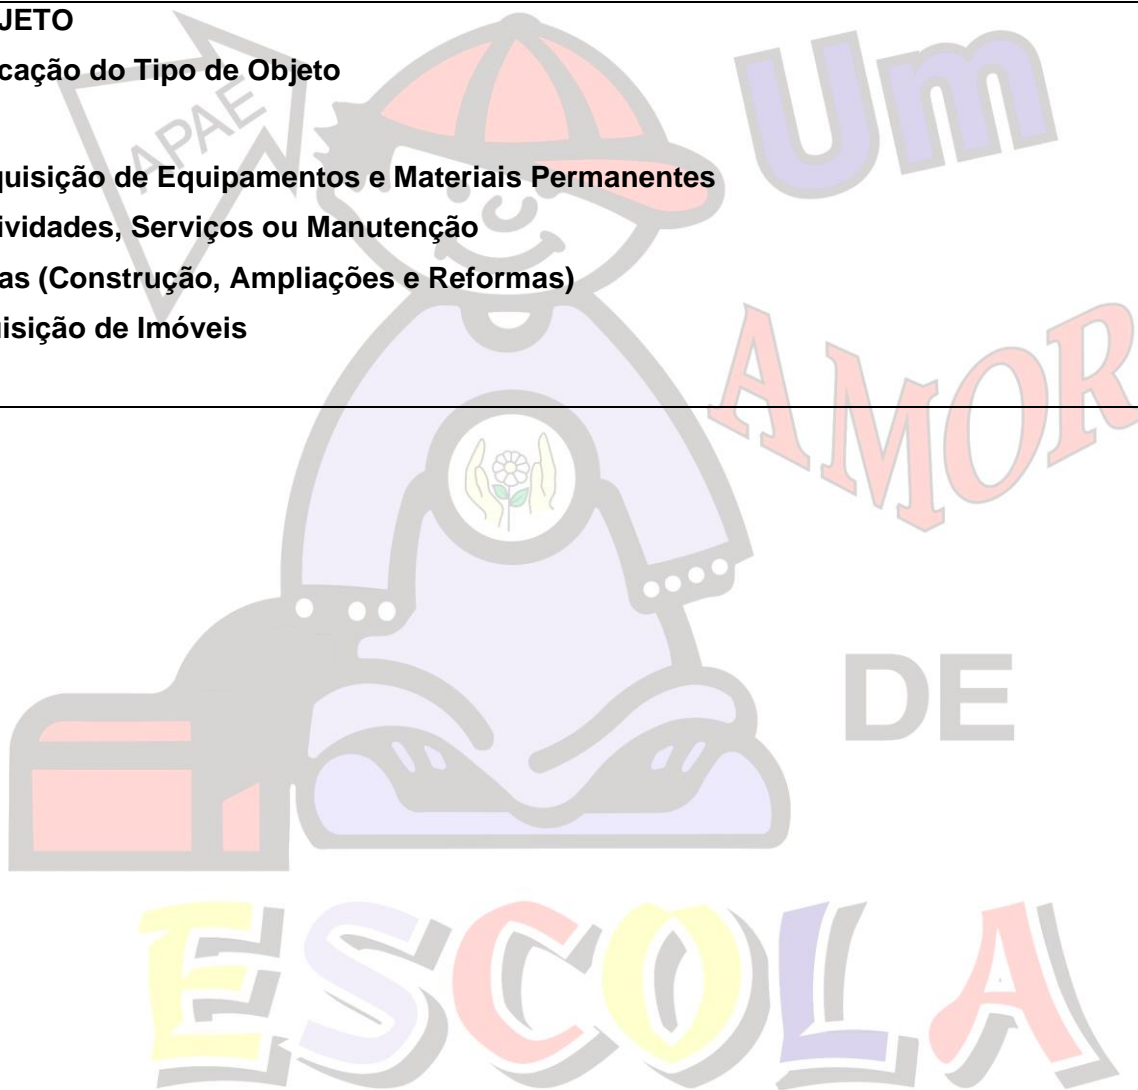 JETO
cação do Tipo de Objeto
APAE
Um
quisição de Equipamentos e Materiais Permanentes
ividades, Serviços ou Manutenção
as (Construção, Ampliações e Reformas)
uisição de Imóveis
AMOR
DE
ESCOLA